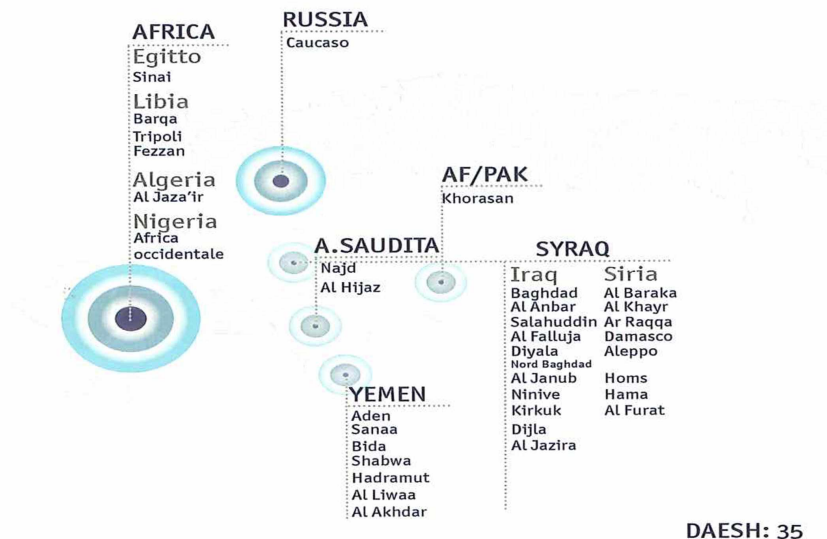 AFRICA
Egitto
Sinai
Libia
Barqa
Tripoli
Fezzan
Algeria
Al Jaza’ir
Nigeria
Africa
occidentale
RUSSIA
Caucaso
AF/PAK
Khorasan
A.SAUDITA
Najd
Al Hijaz
YEMEN
Aden
Sanaa
Bida
Shabwa
Hadramut
Al Liwaa
Al Akhdar
SYRAQ
Iraq
Baghdad
Al Anbar
Salahuddin
Al Falluja
Diyala
Nord Baghdad
Al Janub
Ninive
Kirkuk
Dijla
Al Jazira
Siria
Al Baraka
Al Khayr
Ar Raqqa
Damasco
Aleppo
Homs
Hama
Al Furat
DAESH: 35